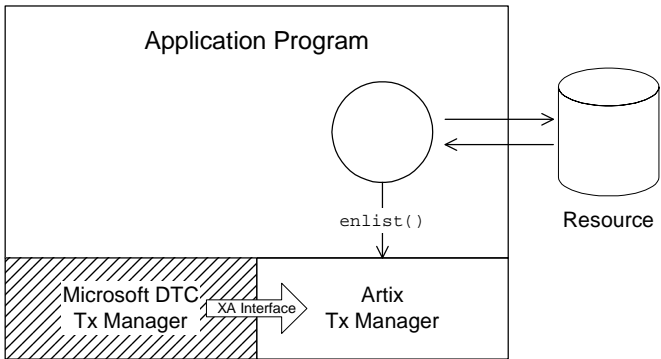 Application Program
enlist()
Resource
Microsoft DTC
Tx Manager
XA Interface
Artix
Tx Manager